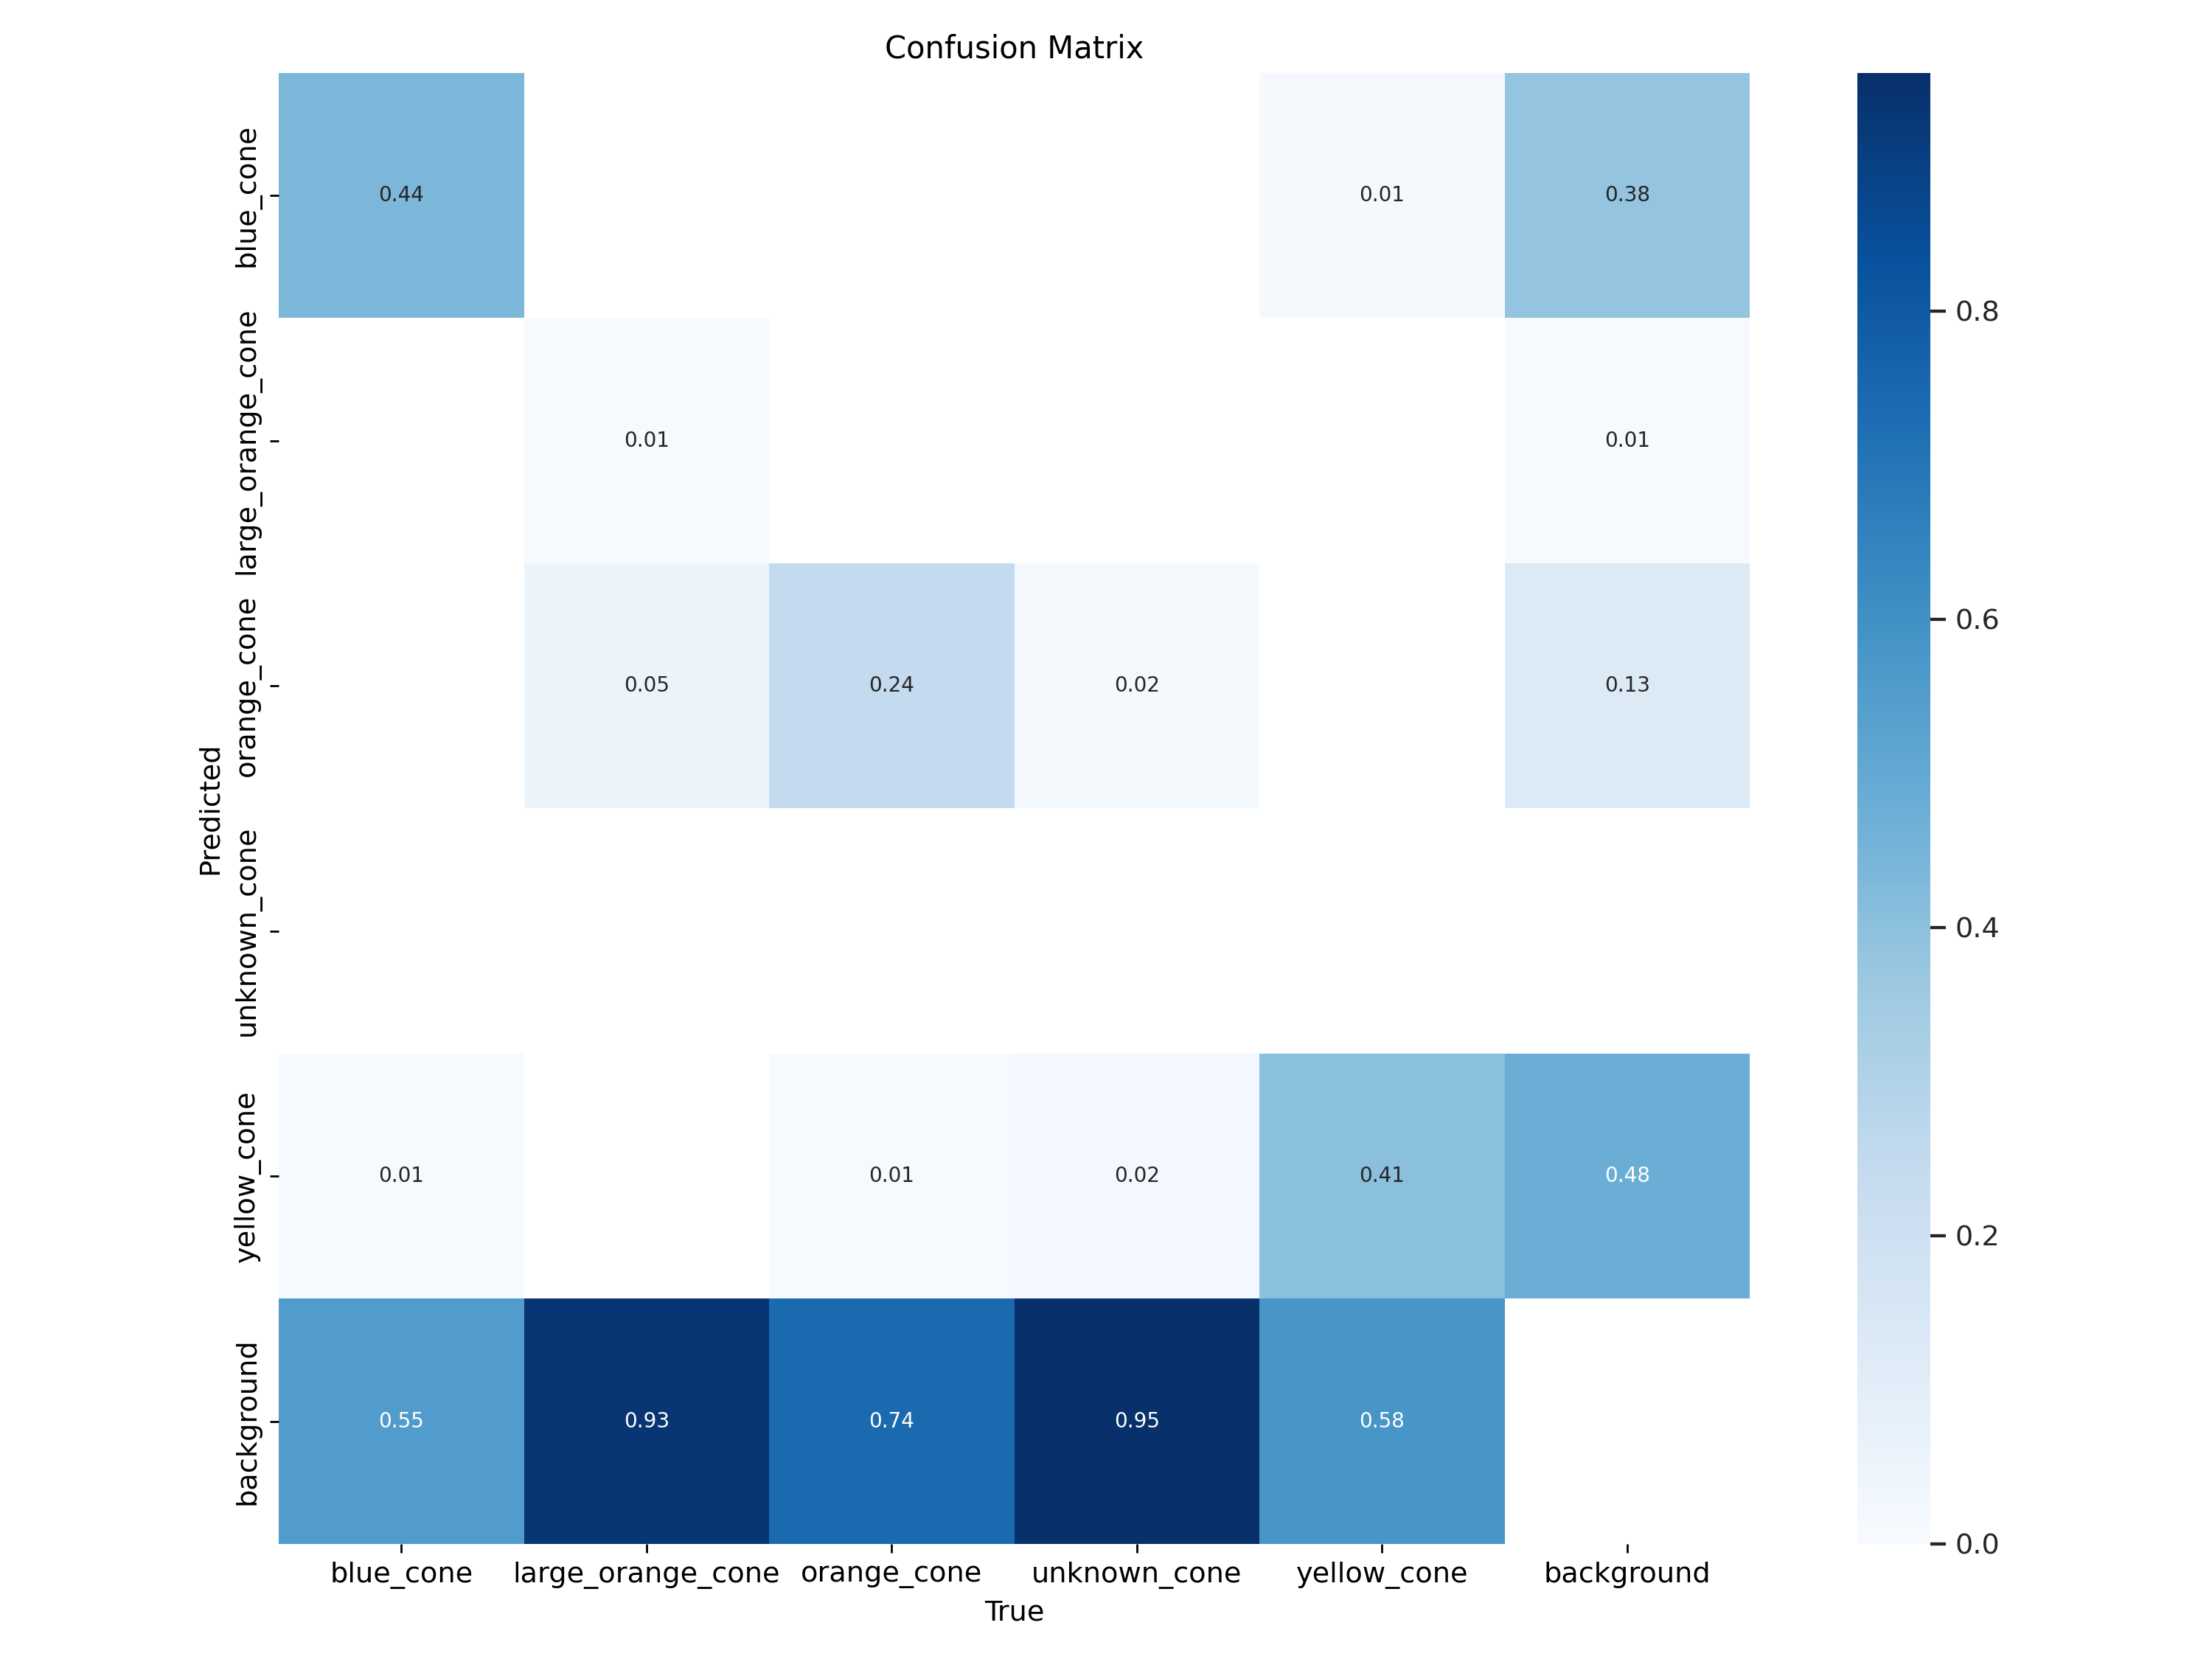 Confusion Matrix
Predicted
blue_cone
0.44 0.01 0.38
large_orange_cone
0.01 0.01
orange_cone
0.05 0.24 0.02 0.13
unknown_cone
yellow_cone
0.01 0.01 0.02 0.41 0.48
background
0.55 0.93 0.74 0.95 0.58
blue_cone large_orange_cone orange_cone unknown_cone yellow_cone background
True
0.8
0.6
0.4
0.2
0.0